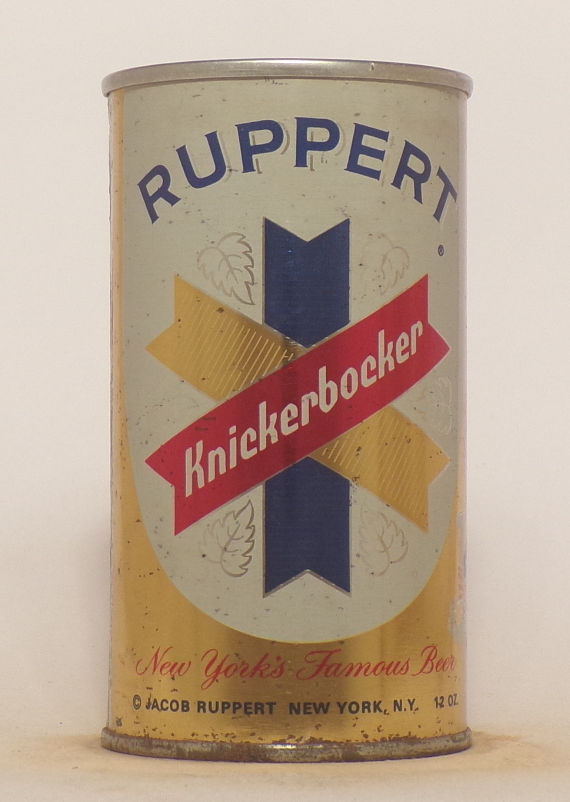 RUPPERT
®
Knickerbocker
New York's Famous Beer
© JACOB RUPPERT NEW YORK, N.Y. 12 OZ.